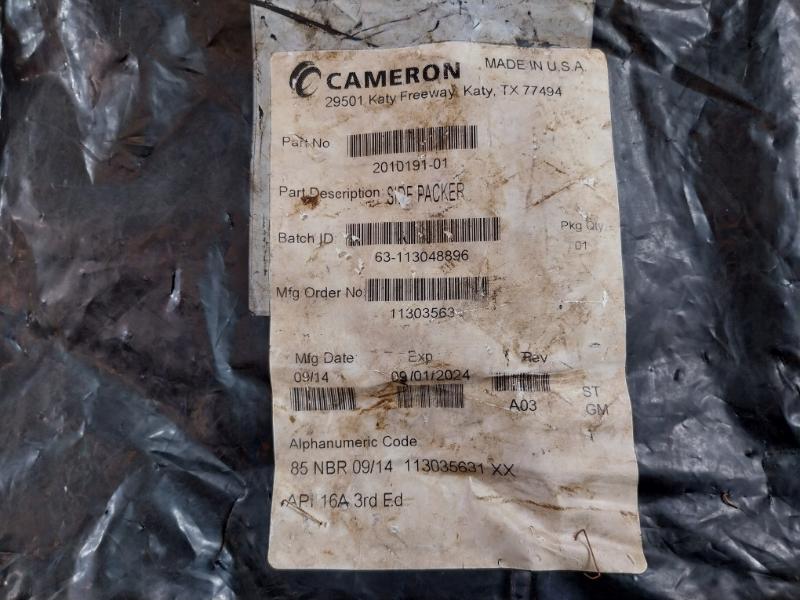 CAMERON MADE IN U.S.A.
29501 Katy Freeway, Katy, TX 77494
Part No
2010191-01
Part Description: SIDE PACKER
Batch ID Pkg Qty
63-113048896 01
Mfg Order No
11303563
Mfg Date Exp Rev
09/14 09/01/2024
A03
ST
GM
Alphanumeric Code
85 NBR 09/14 113035631 XX
API 16A 3rd Ed